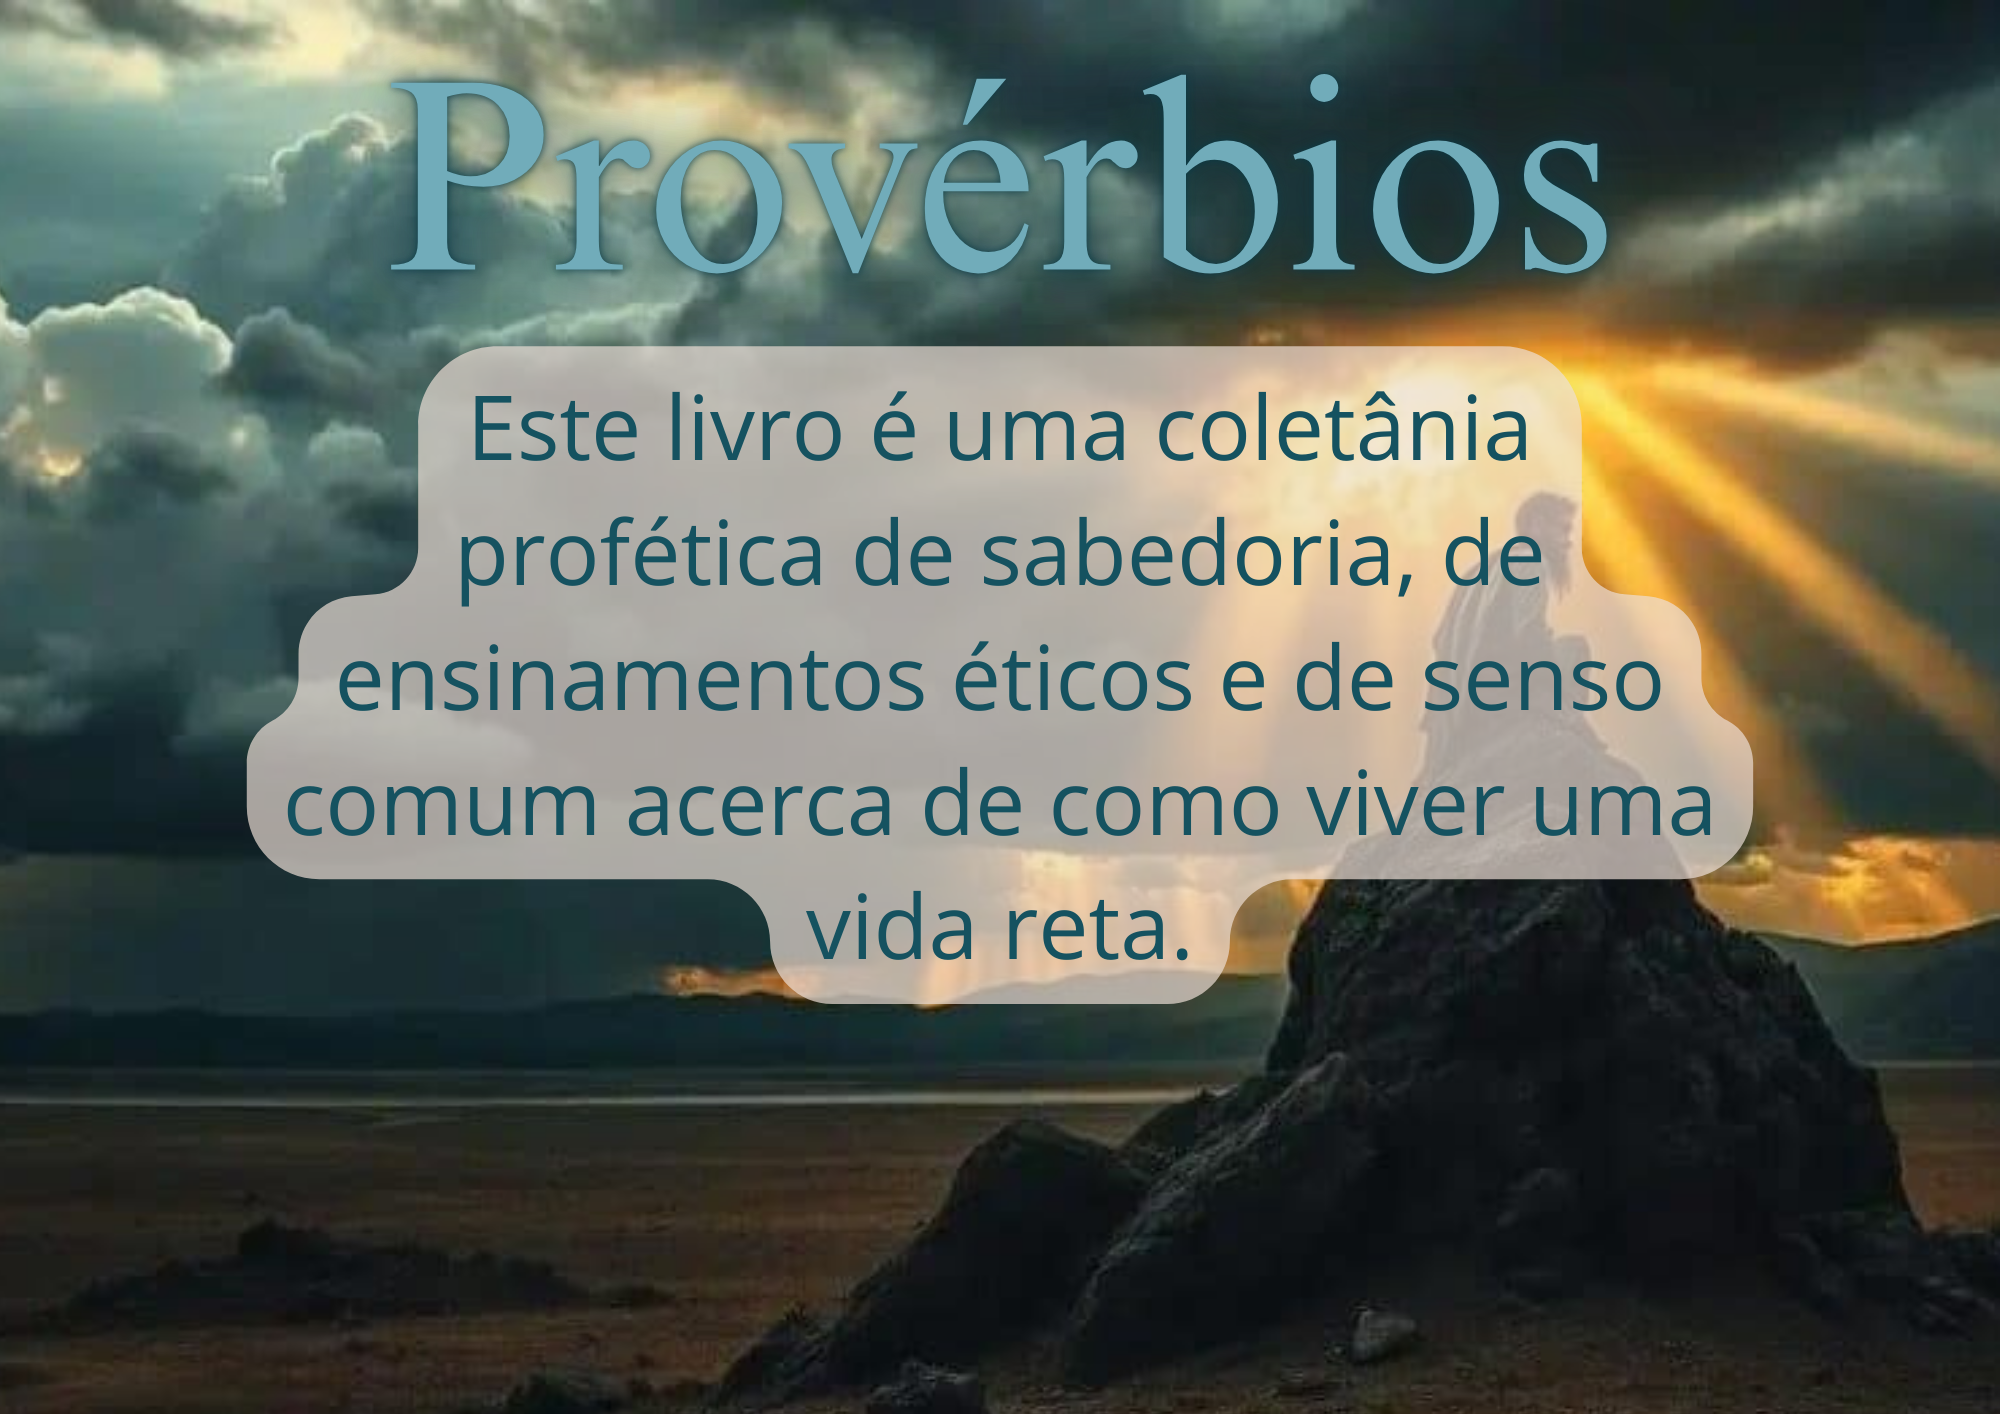 Provérbios
Este livro é uma coletânia
profética de sabedoria, de
ensinamentos éticos e de senso
comum acerca de como viver uma
vida reta.